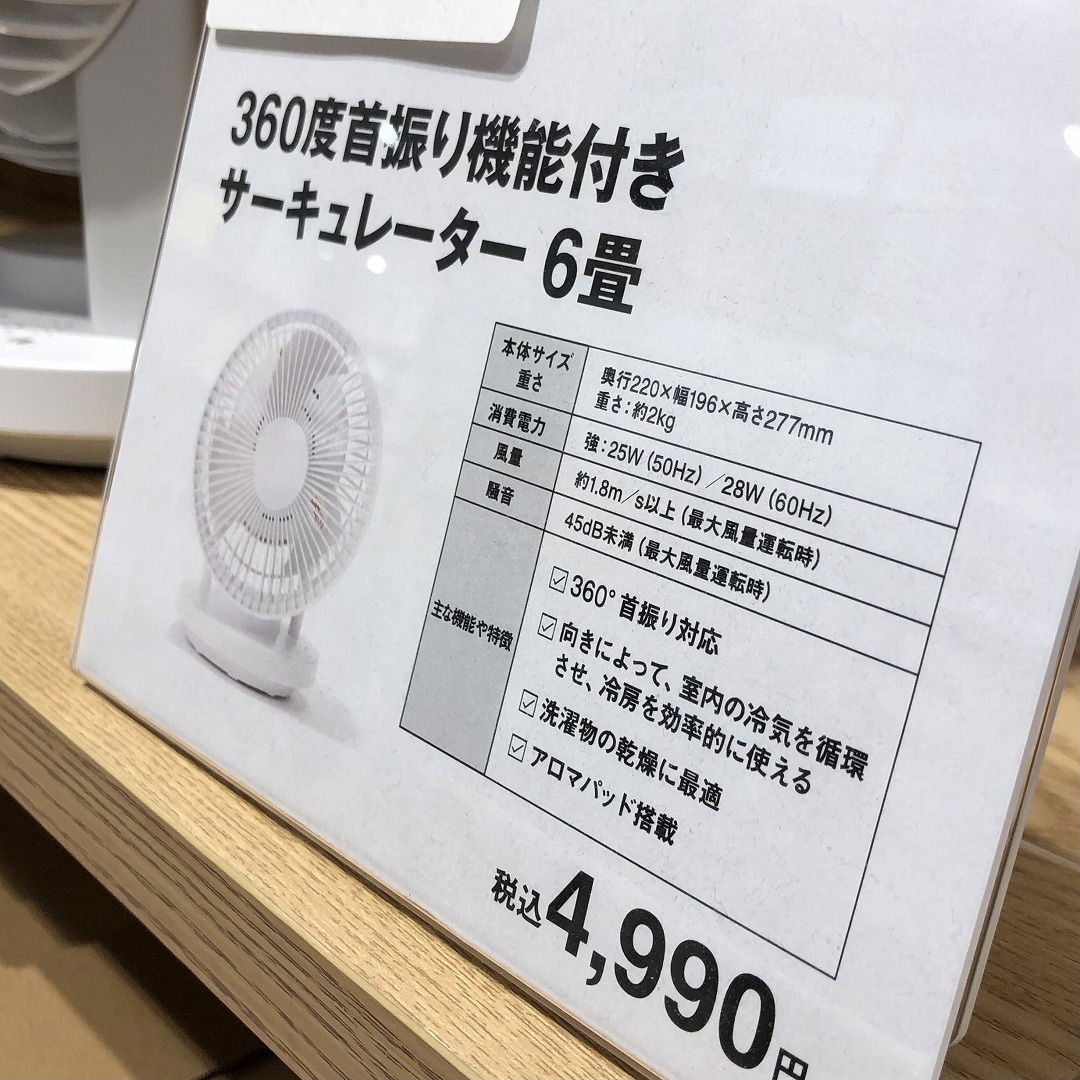 360度首振り機能付き
サーキュレーター 6畳
本体サイズ
重さ
奥行220×幅196×高さ277mm
重さ：約2kg
消費電力
強：25W（50Hz）／28W（60Hz）
風量
約1.8m／s以上（最大風量運転時）
騒音
45dB未満（最大風量運転時）
主な機能や特徴
☑360°首振り対応
☑向きによって、室内の冷気を循環
させ、冷房を効率的に使える
☑洗濯物の乾燥に最適
☑アロマパッド搭載
税込4,990円